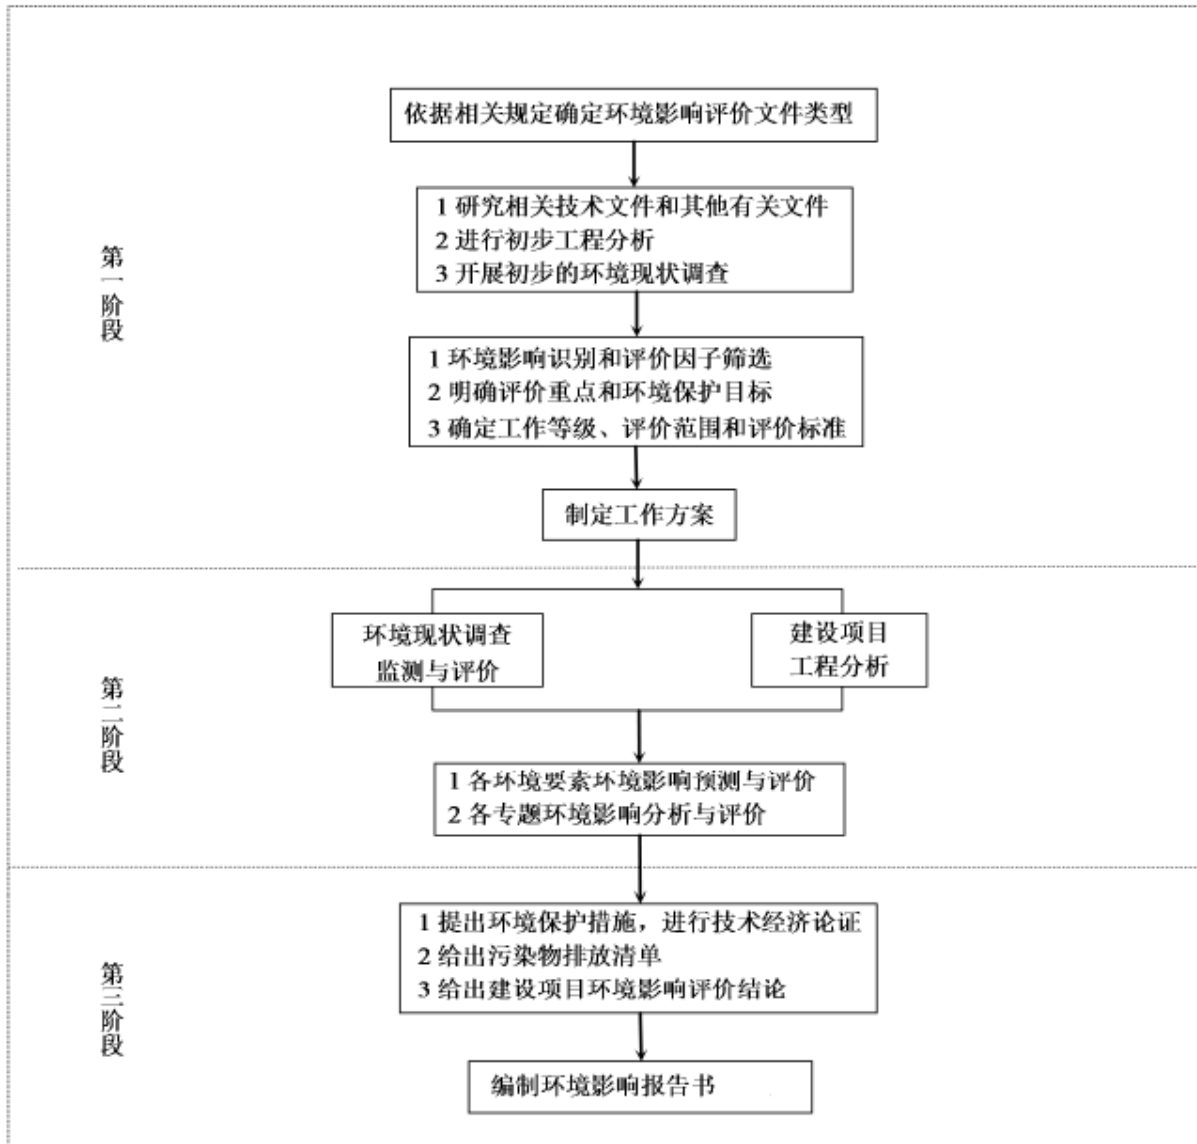 依据相关规定确定环境影响评价文件类型
1 研究相关技术文件和其他有关文件
2 进行初步工程分析
3 开展初步的环境现状调查
第一阶段
1 环境影响识别和评价因子筛选
2 明确评价重点和环境保护目标
3 确定工作等级、评价范围和评价标准
制定工作方案
环境现状调查
监测与评价
建设项目
工程分析
第二阶段
1 各环境要素环境影响预测与评价
2 各专题环境影响分析与评价
1 提出环境保护措施，进行技术经济论证
2 给出污染物排放清单
3 给出建设项目环境影响评价结论
第三阶段
编制环境影响报告书